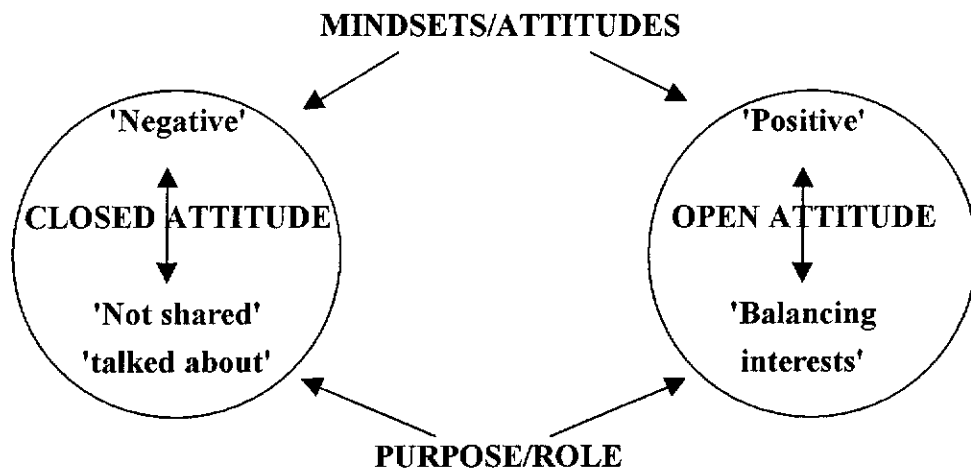 MINDSETS/ATTITUDES
'Negative'
CLOSED ATTITUDE
'Not shared'
'talked about'
'Positive'
OPEN ATTITUDE
'Balancing
interests'
PURPOSE/ROLE